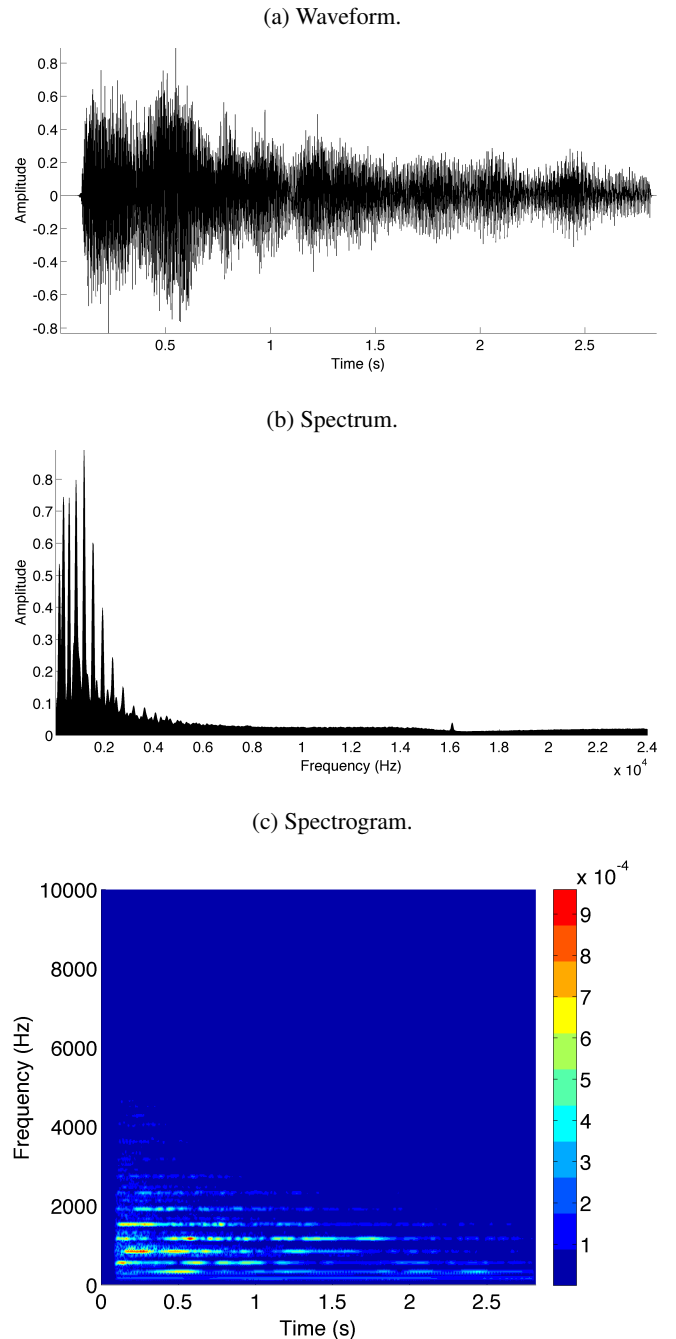 (a) Waveform.
0.8
0.6
0.4
0.2
0
-0.2
-0.4
-0.6
-0.8
Amplitude
0.5 1 1.5 2 2.5
Time (s)
(b) Spectrum.
0.8
0.7
0.6
0.5
0.4
0.3
0.2
0.1
0
Amplitude
0.2 0.4 0.6 0.8 1 1.2 1.4 1.6 1.8 2 2.2 2.4
Frequency (Hz)
x 10^4
(c) Spectrogram.
10000
8000
6000
4000
2000
0
Frequency (Hz)
0 0.5 1 1.5 2 2.5
Time (s)
x 10^-4
9
8
7
6
5
4
3
2
1